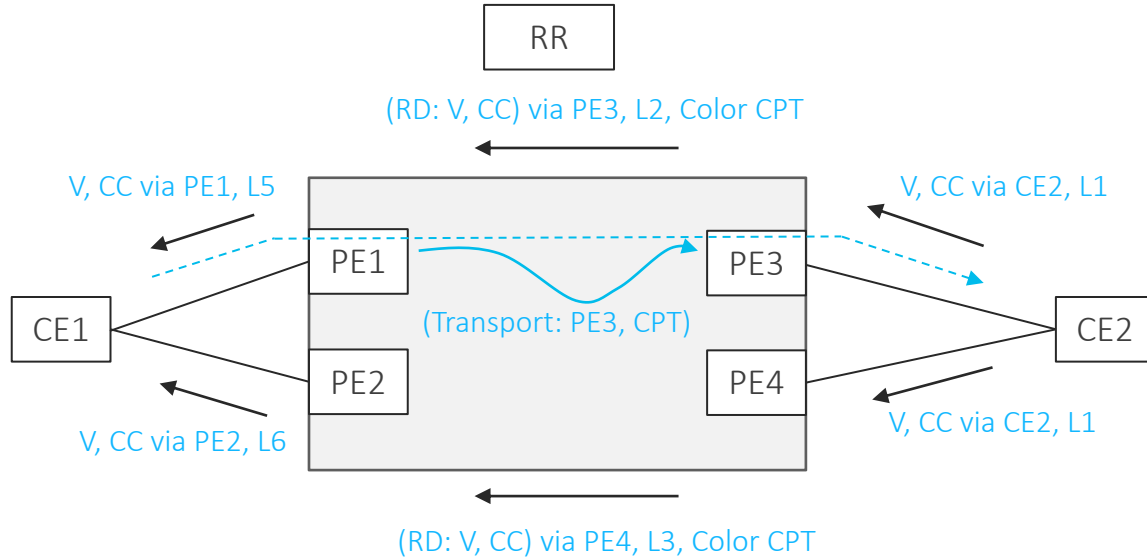 RR
(RD: V, CC) via PE3, L2, Color CPT
V, CC via PE1, L5
V, CC via CE2, L1
PE1
PE3
(Transport: PE3, CPT)
CE1
CE2
PE2
PE4
V, CC via PE2, L6
V, CC via CE2, L1
(RD: V, CC) via PE4, L3, Color CPT